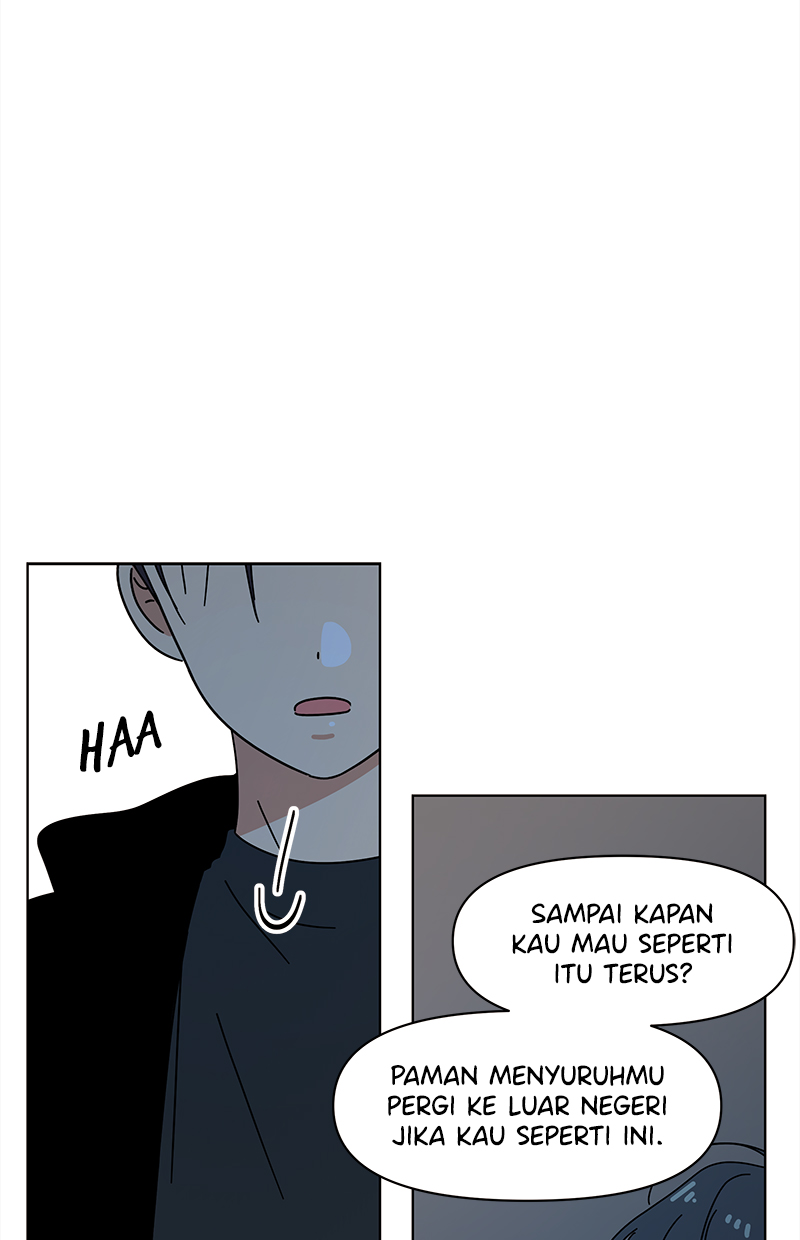 HAA
SAMPAI KAPAN
KAU MAU SEPERTI
ITU TERUS?
PAMAN MENYURUHMU
PERGI KE LUAR NEGERI
JIKA KAU SEPERTI INI.